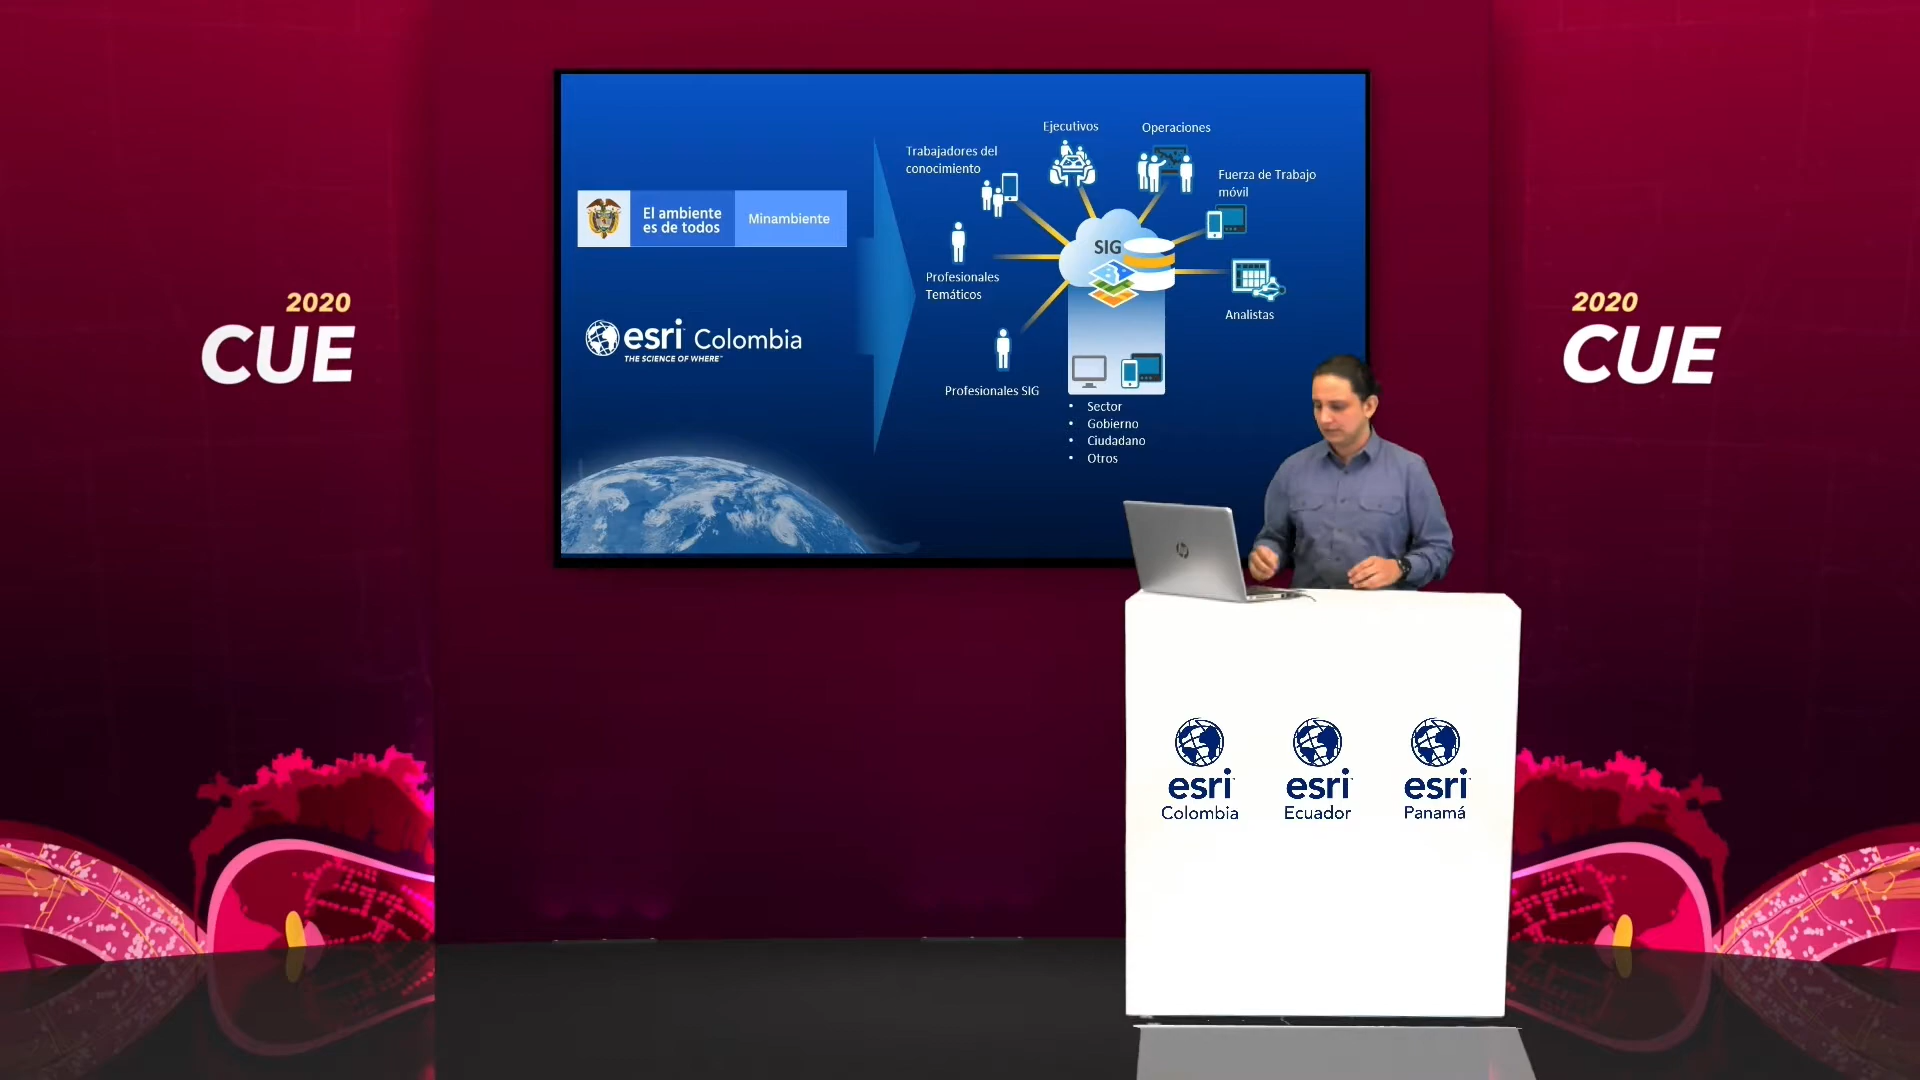 2020
CUE
El ambiente
es de todos
Minambiente
esri Colombia
THE SCIENCE OF WHERE™
Ejecutivos
Operaciones
Trabajadores del
conocimiento
Fuerza de Trabajo
móvil
SIG
Profesionales
Temáticos
Analistas
Profesionales SIG
• Sector
• Gobierno
• Ciudadano
• Otros
2020
CUE
hp
esri
Colombia
esri
Ecuador
esri
Panamá